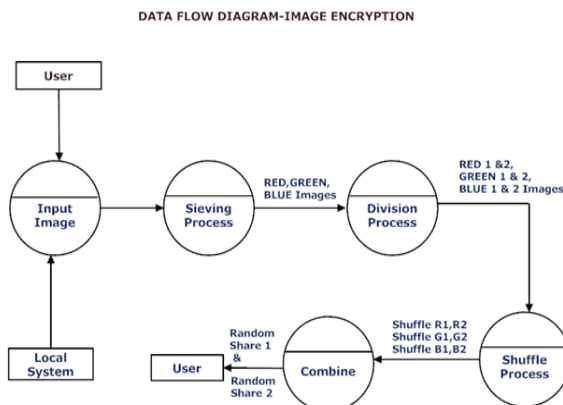 DATA FLOW DIAGRAM-IMAGE ENCRYPTION
User
Input
Image
Sieving
Process
RED,GREEN,
BLUE Images
Division
Process
RED 1 &2,
GREEN 1 & 2,
BLUE 1 & 2 Images
Local
System
User
Random
Share 1
&
Random
Share 2
Combine
Shuffle R1,R2
Shuffle G1,G2
Shuffle B1,B2
Shuffle
Process